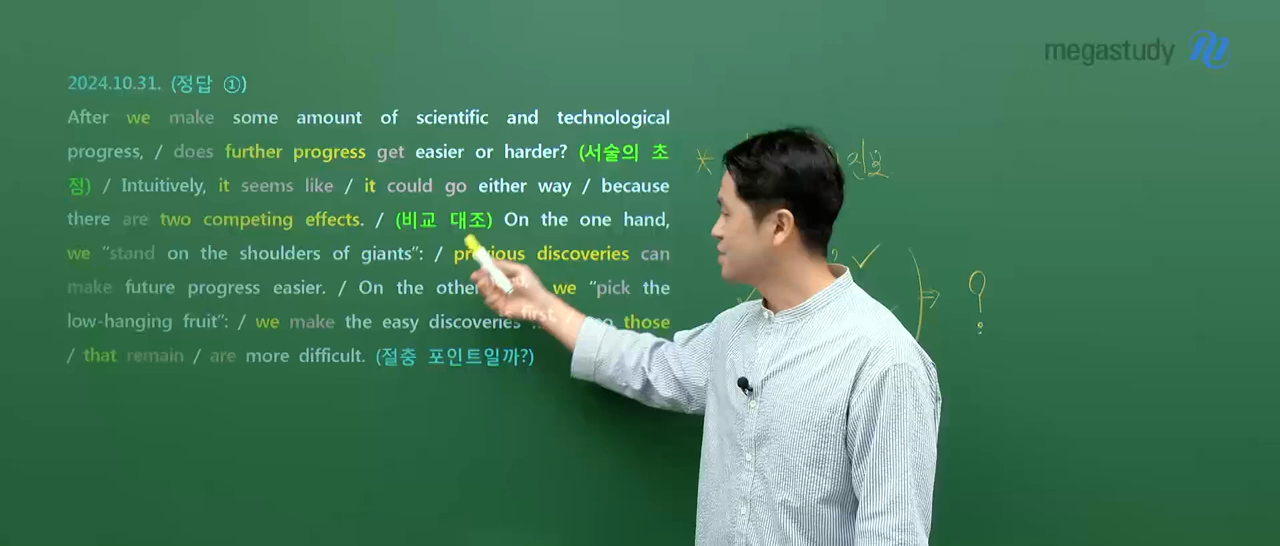 megastudy
2024.10.31. (정답 ①)
After we make some amount of scientific and technological
progress, / does further progress get easier or harder? (서술의 초
점) / Intuitively, it seems like / it could go either way / because
there are two competing effects. / (비교 대조) On the one hand,
we “stand on the shoulders of giants”: / previous discoveries can
make future progress easier. / On the other we “pick the
low-hanging fruit”: / we make the easy discoveries first, / those
/ that remain / are more difficult. (절충 포인트일까?)
?